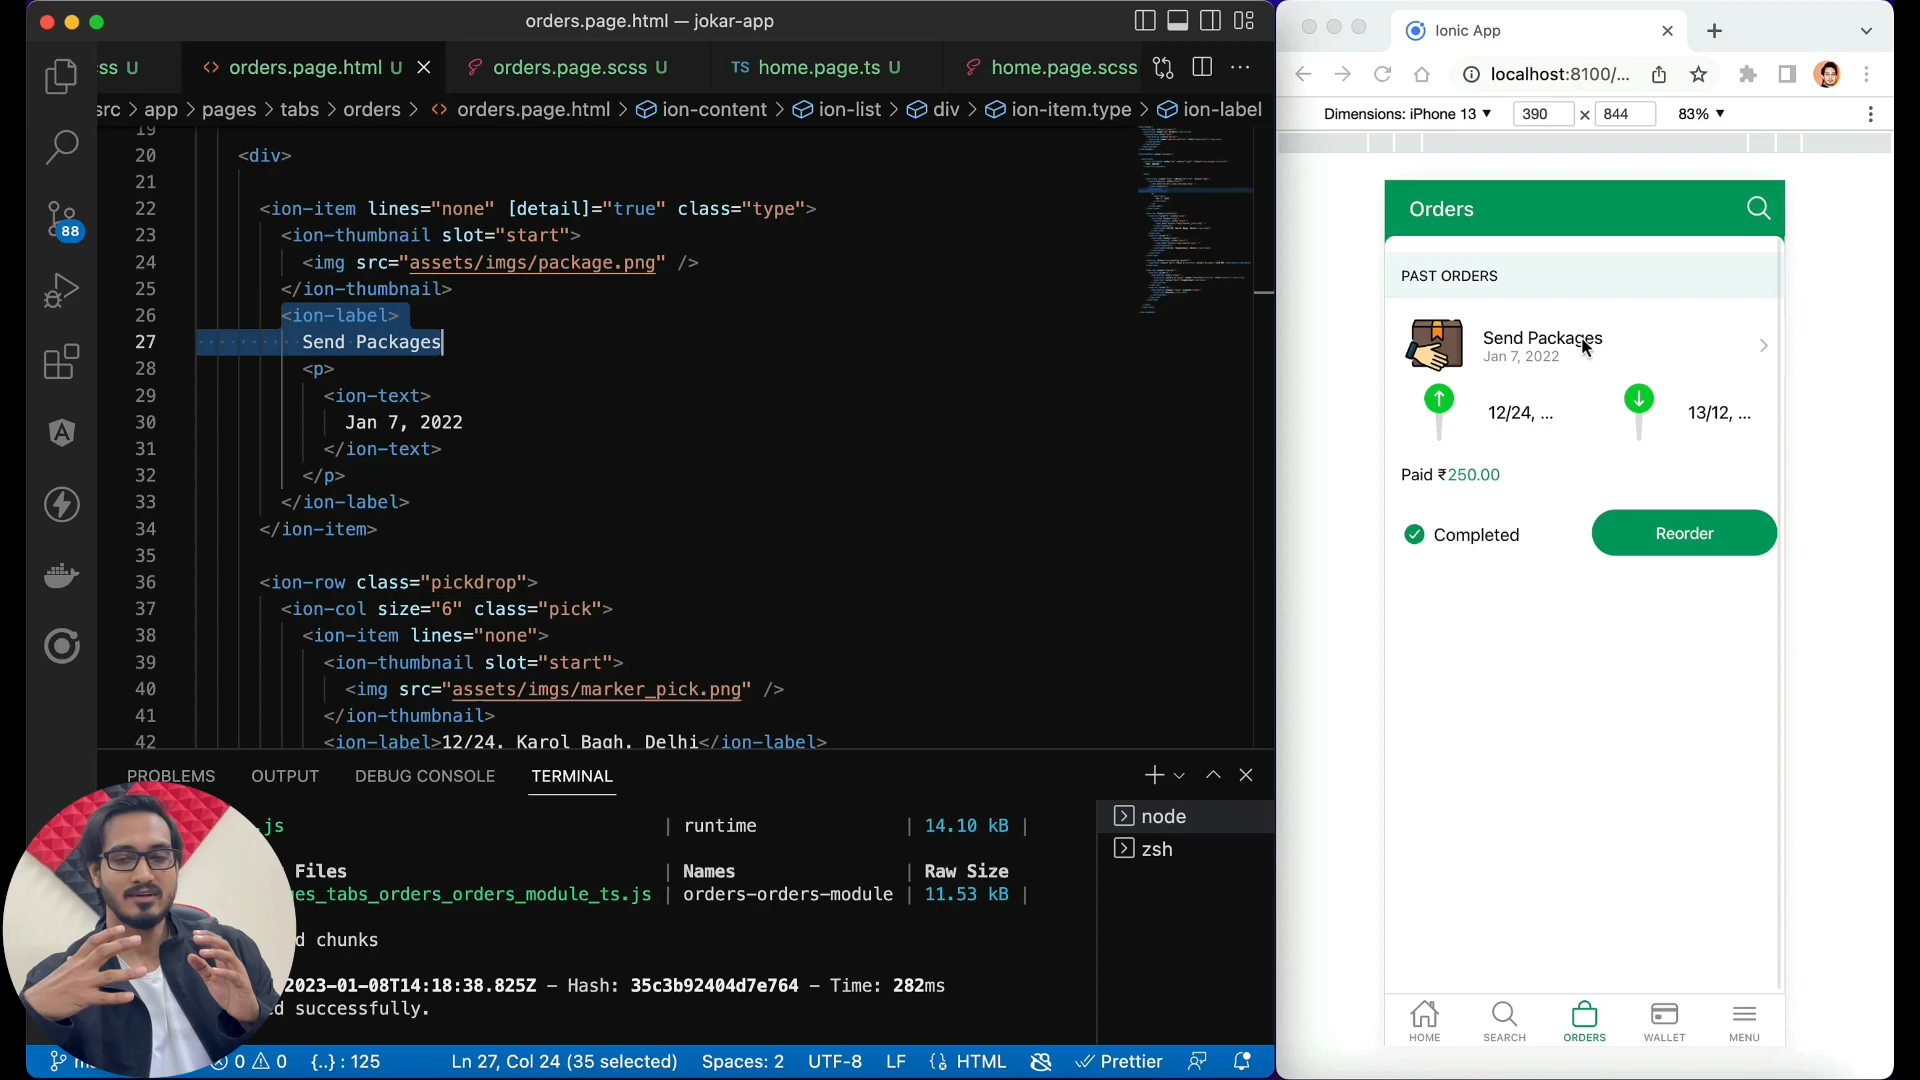 orders.page.html — jokar-app
ss U
<> orders.page.html U
orders.page.scss U
TS home.page.ts U
home.page.scss
src > app > pages > tabs > orders > <> orders.page.html > ion-content > ion-list > div > ion-item.type > ion-label
19
20 <div>
21
22 <ion-item lines="none" [detail]="true" class="type">
23 <ion-thumbnail slot="start">
24 <img src="assets/imgs/package.png" />
25 </ion-thumbnail>
26 <ion-label>
27 Send Packages
28 <p>
29 <ion-text>
30 Jan 7, 2022
31 </ion-text>
32 </p>
33 </ion-label>
34 </ion-item>
35
36 <ion-row class="pickdrop">
37 <ion-col size="6" class="pick">
38 <ion-item lines="none">
39 <ion-thumbnail slot="start">
40 <img src="assets/imgs/marker_pick.png" />
41 </ion-thumbnail>
42 <ion-label>12/24, Karol Bagh, Delhi</ion-label>
88
PROBLEMS OUTPUT DEBUG CONSOLE TERMINAL
.js | runtime | 14.10 kB |
Files | Names | Raw Size
es_tabs_orders_orders_module_ts.js | orders-orders-module | 11.53 kB |
d chunks
2023-01-08T14:18:38.825Z – Hash: 35c3b92404d7e764 – Time: 282ms
d successfully.
node
zsh
0 0 {..} : 125 Ln 27, Col 24 (35 selected) Spaces: 2 UTF-8 LF HTML Prettier
Ionic App
localhost:8100/...
Dimensions: iPhone 13 390 × 844 83%
Orders
PAST ORDERS
Send Packages
Jan 7, 2022
12/24, ... 13/12, ...
Paid ₹250.00
Completed Reorder
HOME SEARCH ORDERS WALLET MENU